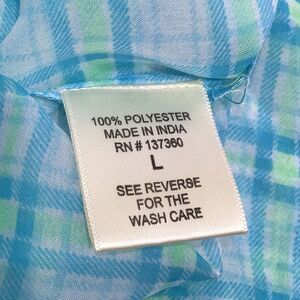 100% POLYESTER
MADE IN INDIA
RN # 137360
L
SEE REVERSE
FOR THE
WASH CARE